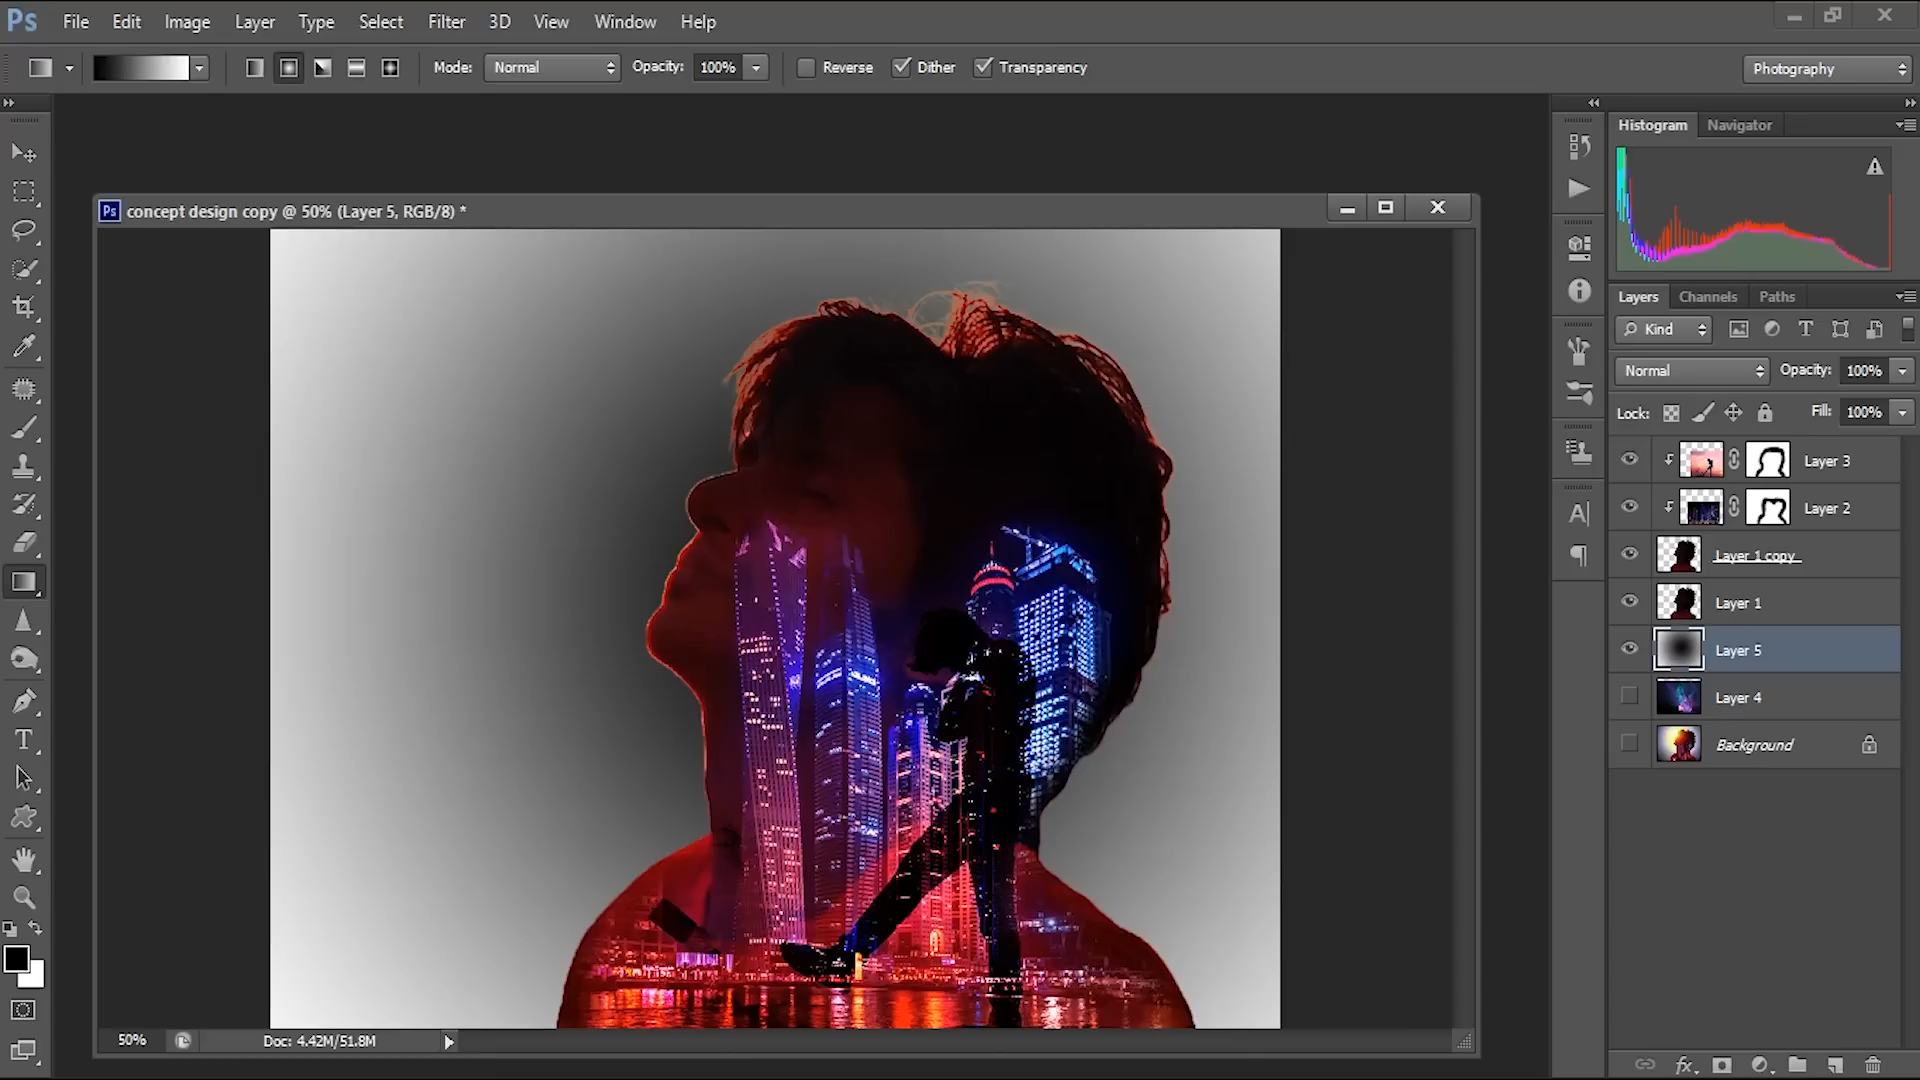 Ps File Edit Image Layer Type Select Filter 3D View Window Help
Mode: Normal Opacity: 100% Reverse Dither Transparency Photography
Histogram Navigator
Ps concept design copy @ 50% (Layer 5, RGB/8) *
Layers Channels Paths
Kind
Normal Opacity: 100%
Lock: Fill: 100%
Layer 3
Layer 2
Layer 1 copy
Layer 1
Layer 5
Layer 4
Background
50% Doc: 4.42M/51.8M